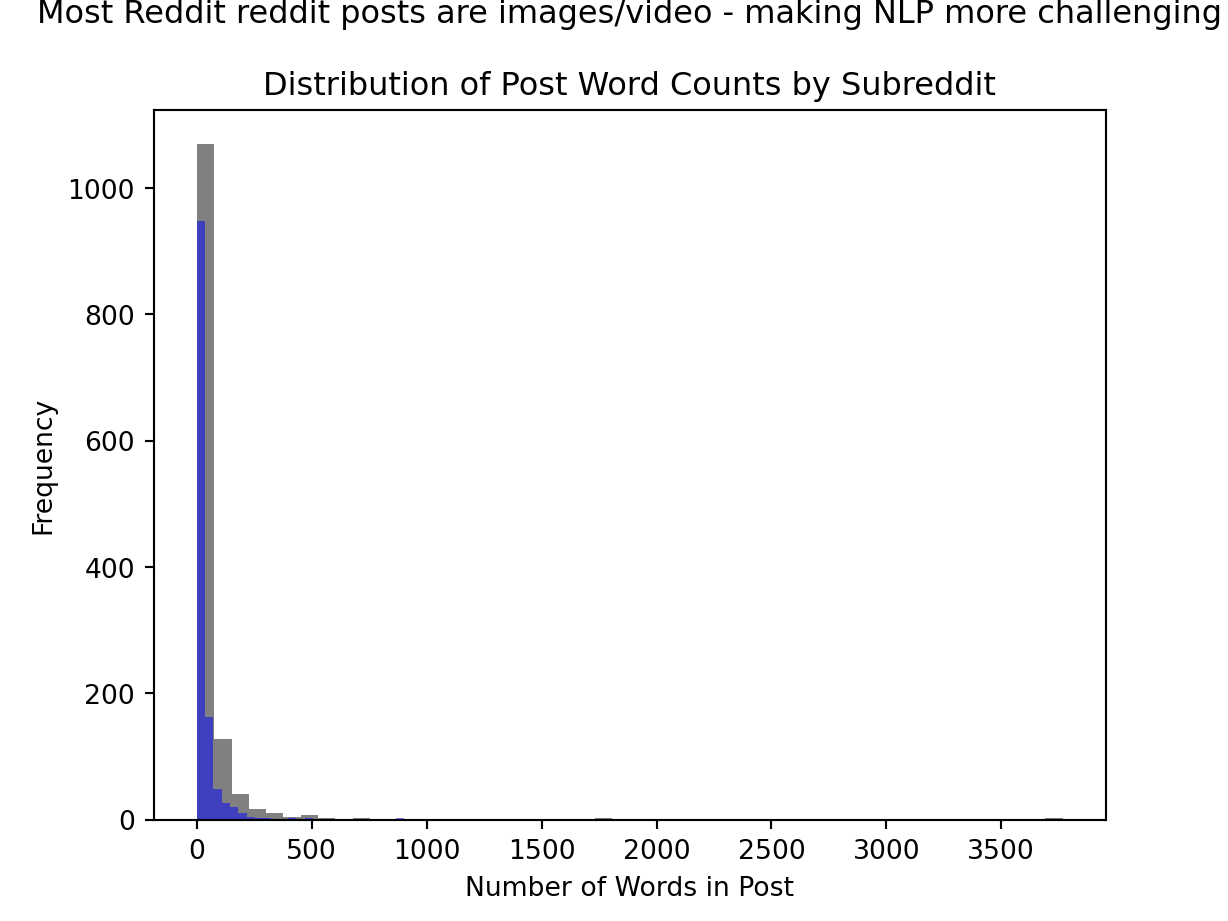 Most Reddit reddit posts are images/video - making NLP more challenging
Distribution of Post Word Counts by Subreddit
1000
800
600
400
200
0
Frequency
0 500 1000 1500 2000 2500 3000 3500
Number of Words in Post